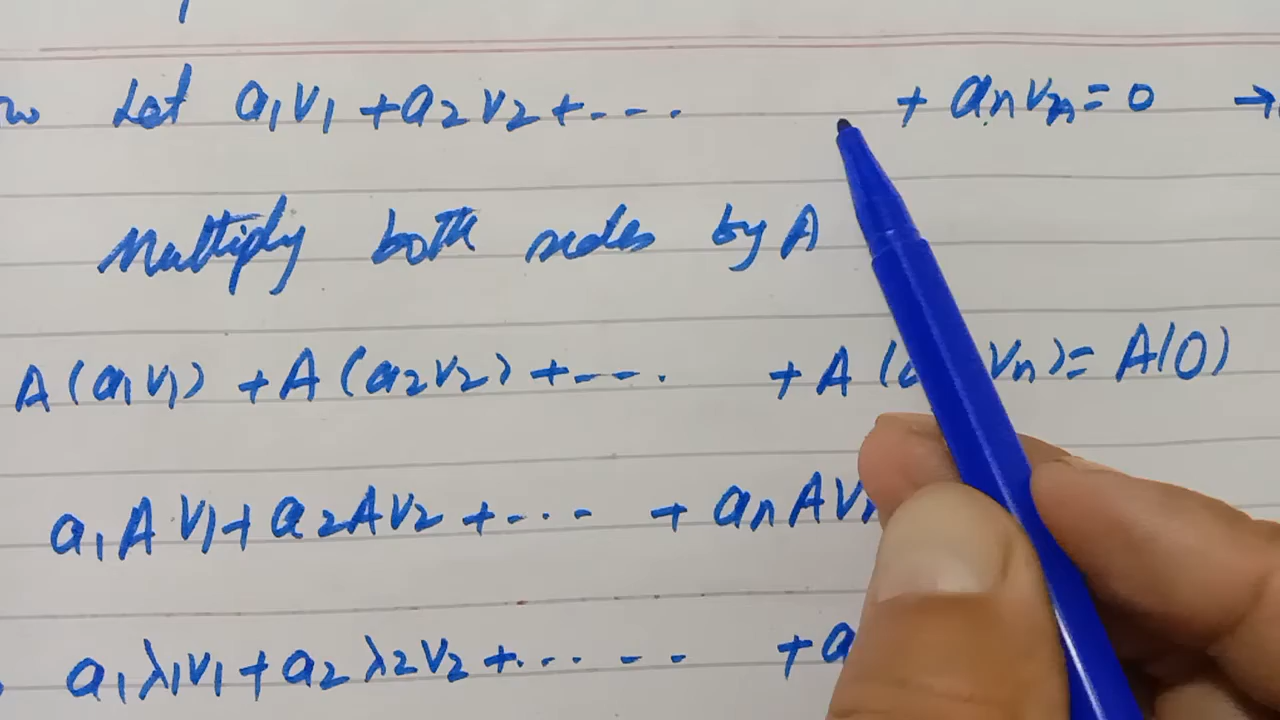 Let a₁v₁ + a₂v₂ + ---- + aₙvₙ = 0 →
Multiply both sides by A
A(a₁v₁) + A(a₂v₂) + ---. + A( vₙ) = A(0)
a₁Av₁ + a₂Av₂ + --- + aₙAv
a₁λ₁v₁ + a₂λ₂v₂ + ----- + a